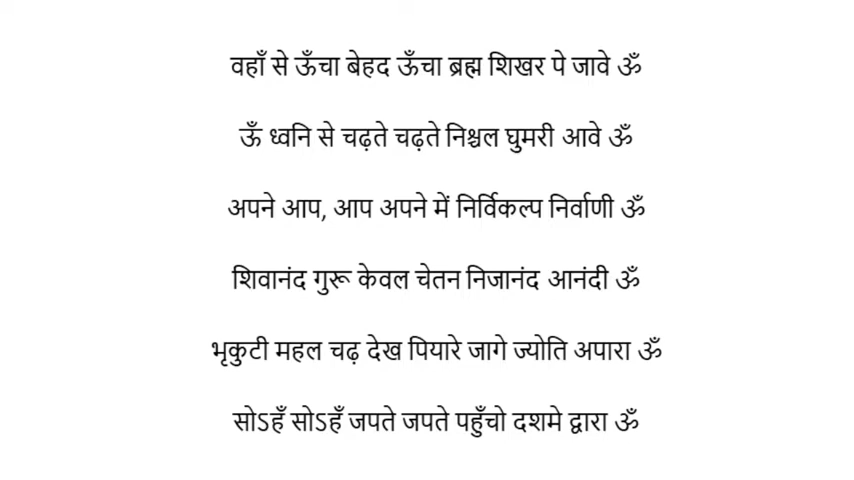 वहाँ से ऊँचा बेहद ऊँचा ब्रह्म शिखर पे जावे ॐ
ऊँ ध्वनि से चढ़ते चढ़ते निश्चल घुमरी आवे ॐ
अपने आप, आप अपने में निर्विकल्प निर्वाणी ॐ
शिवानंद गुरू केवल चेतन निजानंद आनंदी ॐ
भृकुटी महल चढ़ देख पियारे जागे ज्योति अपारा ॐ
सोऽहँ सोऽहँ जपते जपते पहुँचो दशमे द्वारा ॐ